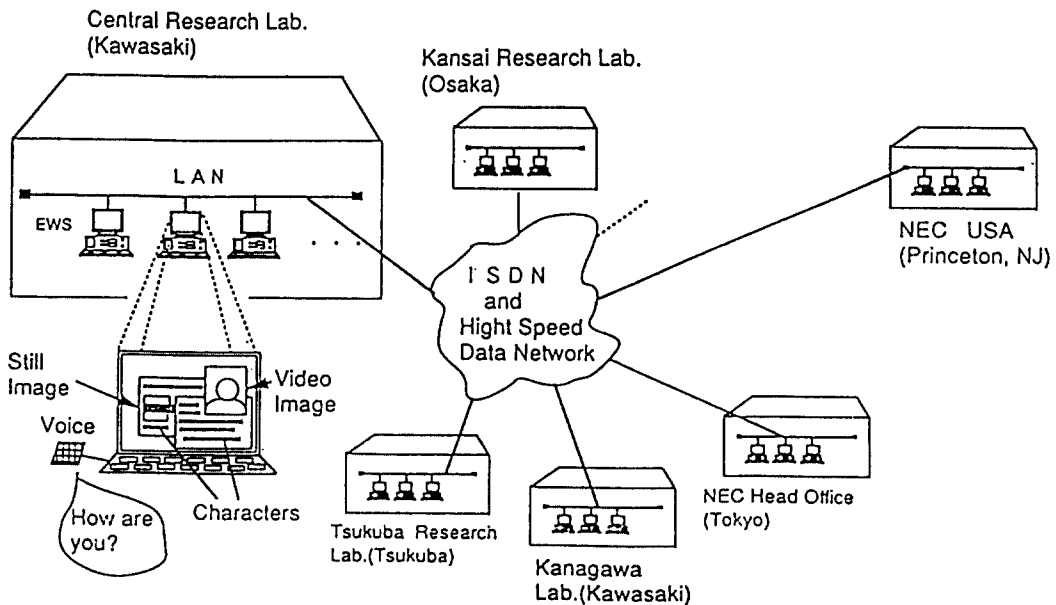 Central Research Lab.
(Kawasaki)
Kansai Research Lab.
(Osaka)
LAN
EWS
NEC USA
(Princeton, NJ)
ISDN
and
Hight Speed
Data Network
Still
Image
Video
Image
Voice
Characters
How are
you?
Tsukuba Research
Lab.(Tsukuba)
Kanagawa
Lab.(Kawasaki)
NEC Head Office
(Tokyo)